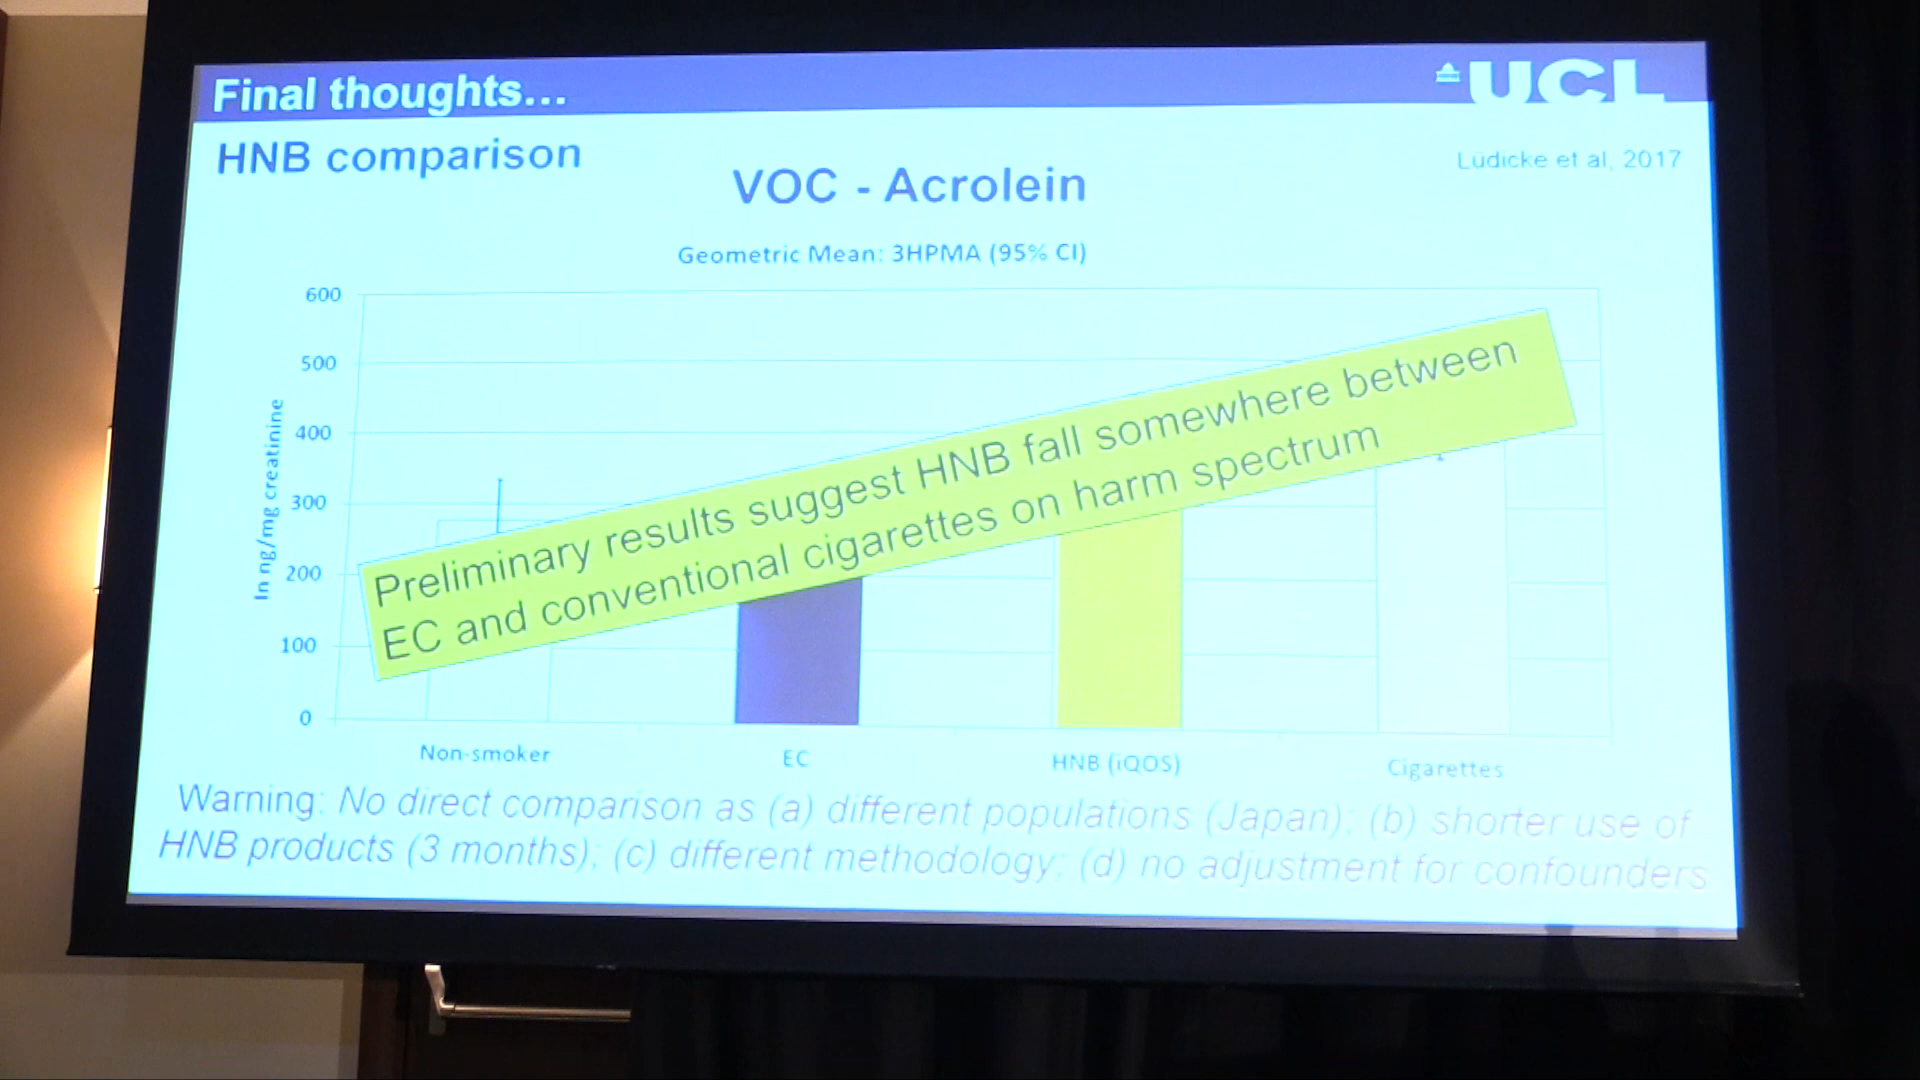 Final thoughts...
UCL
HNB comparison
Lüdicke et al, 2017
VOC - Acrolein
Geometric Mean: 3HPMA (95% CI)
600
500
400
300
200
100
0
ln ng/mg creatinine
Preliminary results suggest HNB fall somewhere between
EC and conventional cigarettes on harm spectrum
Non-smoker
EC
HNB (iQOS)
Cigarettes
Warning: No direct comparison as (a) different populations (Japan); (b) shorter use of
HNB products (3 months); (c) different methodology; (d) no adjustment for confounders